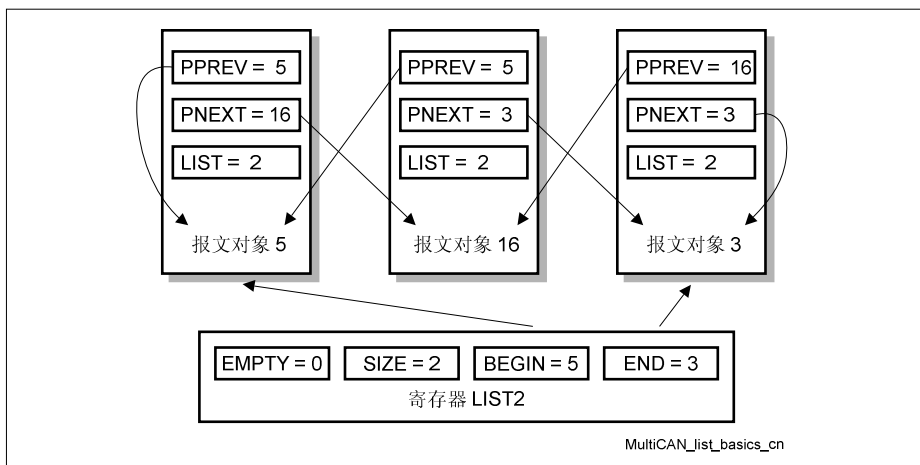 PPREV = 5
PNEXT = 16
LIST = 2
报文对象 5
PPREV = 5
PNEXT = 3
LIST = 2
报文对象 16
PPREV = 16
PNEXT = 3
LIST = 2
报文对象 3
EMPTY = 0
SIZE = 2
BEGIN = 5
END = 3
寄存器 LIST2
MultiCAN_list_basics_cn